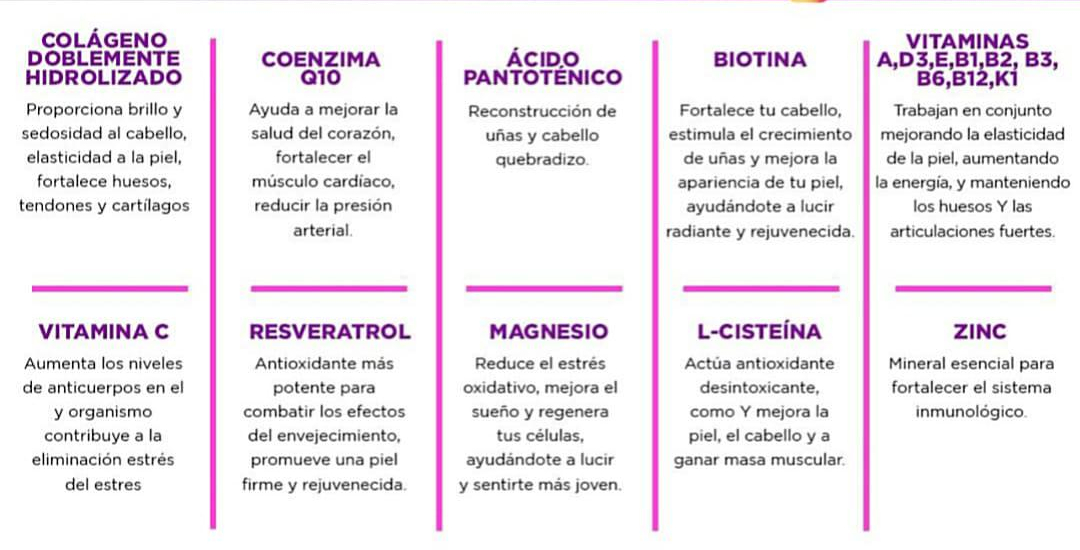 COLÁGENO
DOBLEMENTE
HIDROLIZADO
Proporciona brillo y
sedosidad al cabello,
elasticidad a la piel,
fortalece huesos,
tendones y cartílagos
COENZIMA
Q10
Ayuda a mejorar la
salud del corazón,
fortalecer el
músculo cardíaco,
reducir la presión
arterial.
ÁCIDO
PANTOTÉNICO
Reconstrucción de
uñas y cabello
quebradizo.
BIOTINA
Fortalece tu cabello,
estimula el crecimiento
de uñas y mejora la
apariencia de tu piel,
ayudándote a lucir
radiante y rejuvenecida.
VITAMINAS
A,D3,E,B1,B2, B3,
B6,B12,K1
Trabajan en conjunto
mejorando la elasticidad
de la piel, aumentando
la energía, y manteniendo
los huesos Y las
articulaciones fuertes.
VITAMINA C
Aumenta los niveles
de anticuerpos en el
y organismo
contribuye a la
eliminación estrés
del estres
RESVERATROL
Antioxidante más
potente para
combatir los efectos
del envejecimiento,
promueve una piel
firme y rejuvenecida.
MAGNESIO
Reduce el estrés
oxidativo, mejora el
sueño y regenera
tus células,
ayudándote a lucir
y sentirte más joven.
L-CISTEÍNA
Actúa antioxidante
desintoxicante,
como Y mejora la
piel, el cabello y a
ganar masa muscular.
ZINC
Mineral esencial para
fortalecer el sistema
inmunológico.